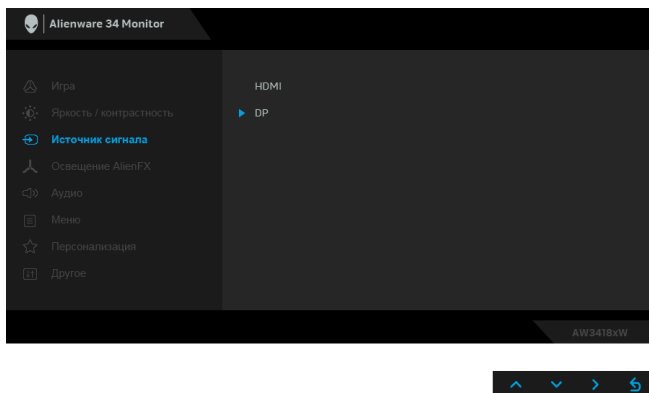 Alienware 34 Monitor
Игра
Яркость / контрастность
Источник сигнала
Освещение AlienFX
Аудио
Меню
Персонализация
Другое
HDMI
DP
AW3418xW